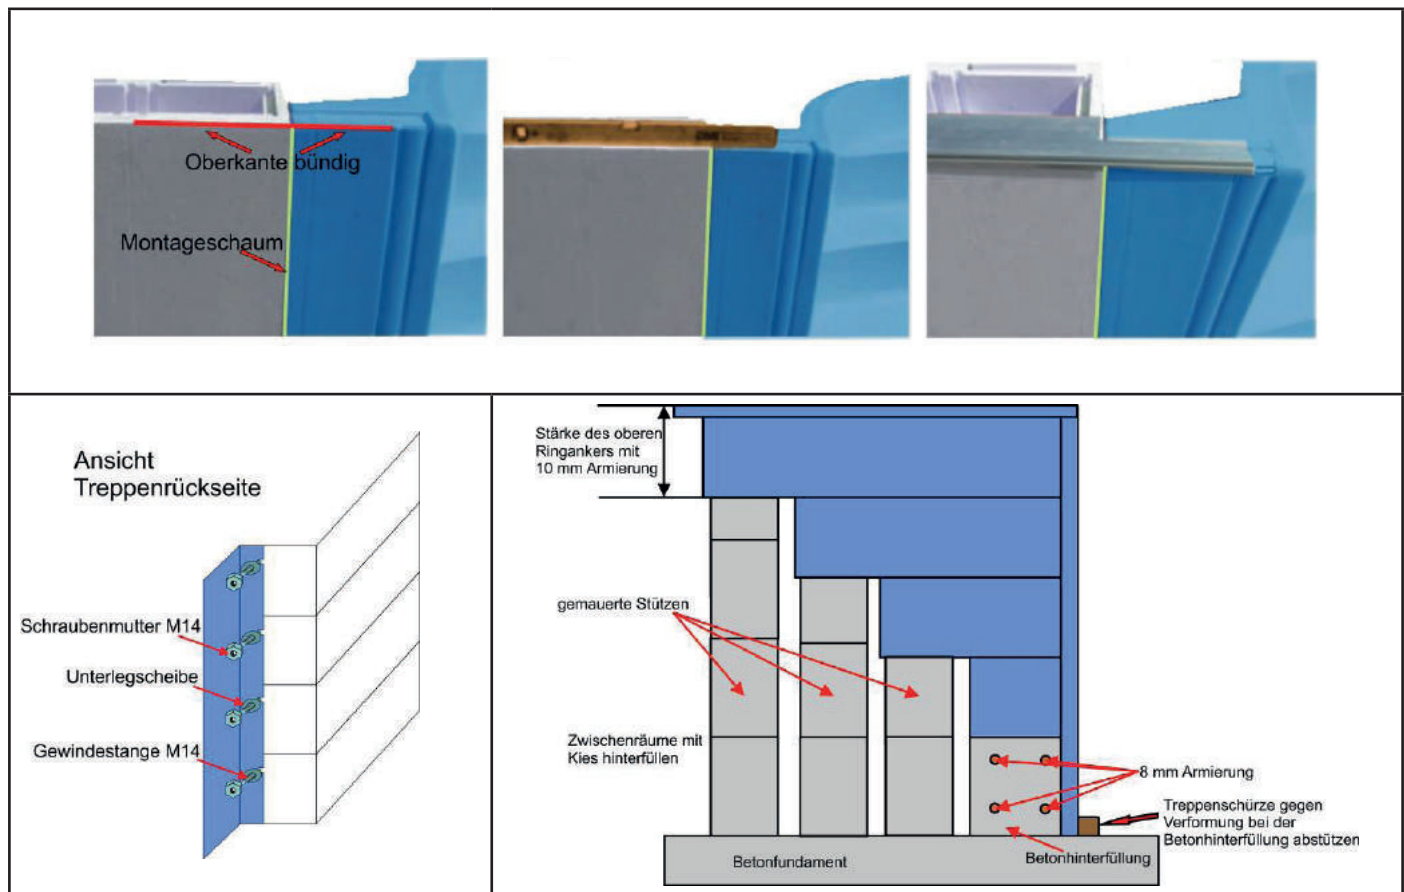 Oberkante bündig
Montageschaum
Ansicht
Treppenrückseite
Schraubenmutter M14
Unterlegscheibe
Gewindestange M14
Stärke des oberen
Ringankers mit
10 mm Armierung
gemauerte Stützen
Zwischenräume mit
Kies hinterfüllen
8 mm Armierung
Treppenschürze gegen
Verformung bei der
Betonhinterfüllung abstützen
Betonfundament
Betonhinterfüllung